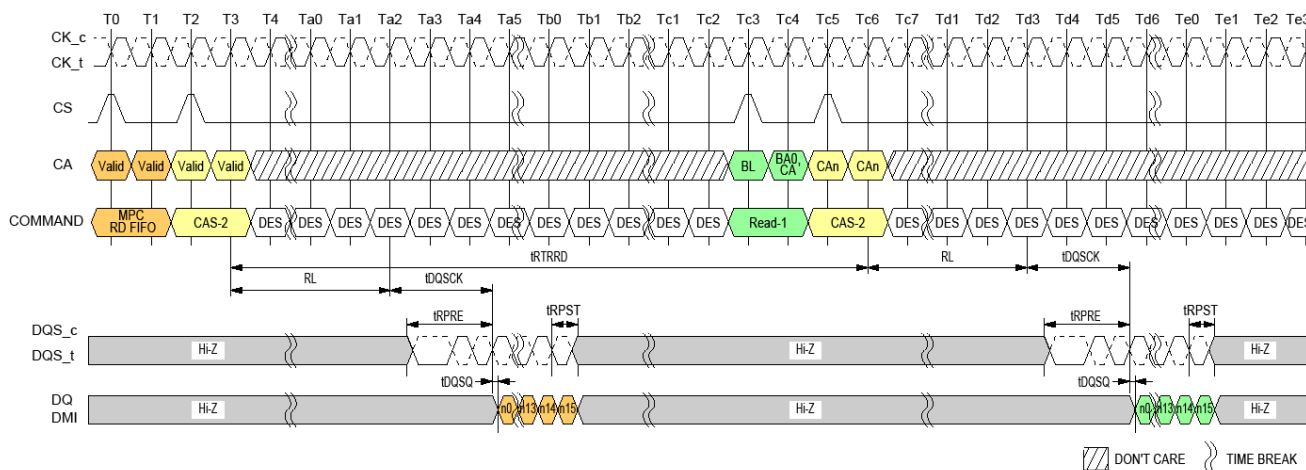 T0 T1 T2 T3 T4 Ta0 Ta1 Ta2 Ta3 Ta4 Ta5 Tb0 Tb1 Tb2 Tc1 Tc2 Tc3 Tc4 Tc5 Tc6 Tc7 Td1 Td2 Td3 Td4 Td5 Td6 Te0 Te1 Te2 Te3
CK_c
CK_t
CS
CA Valid Valid Valid Valid BL BA0, CA CAn CAn
COMMAND MPC RD FIFO CAS-2 DES DES DES DES DES DES DES DES DES DES DES DES Read-1 CAS-2 DES DES DES DES DES DES DES DES DES DES DES
tRTRRD
RL tDQSCK RL tDQSCK
tRPRE tRPST tRPRE tRPST
DQS_c
DQS_t
Hi-Z Hi-Z Hi-Z
tDQSQ tDQSQ
DQ
DMI
Hi-Z n0 n13 n14 n15 Hi-Z n0 n13 n14 n15 Hi-Z
DON'T CARE TIME BREAK